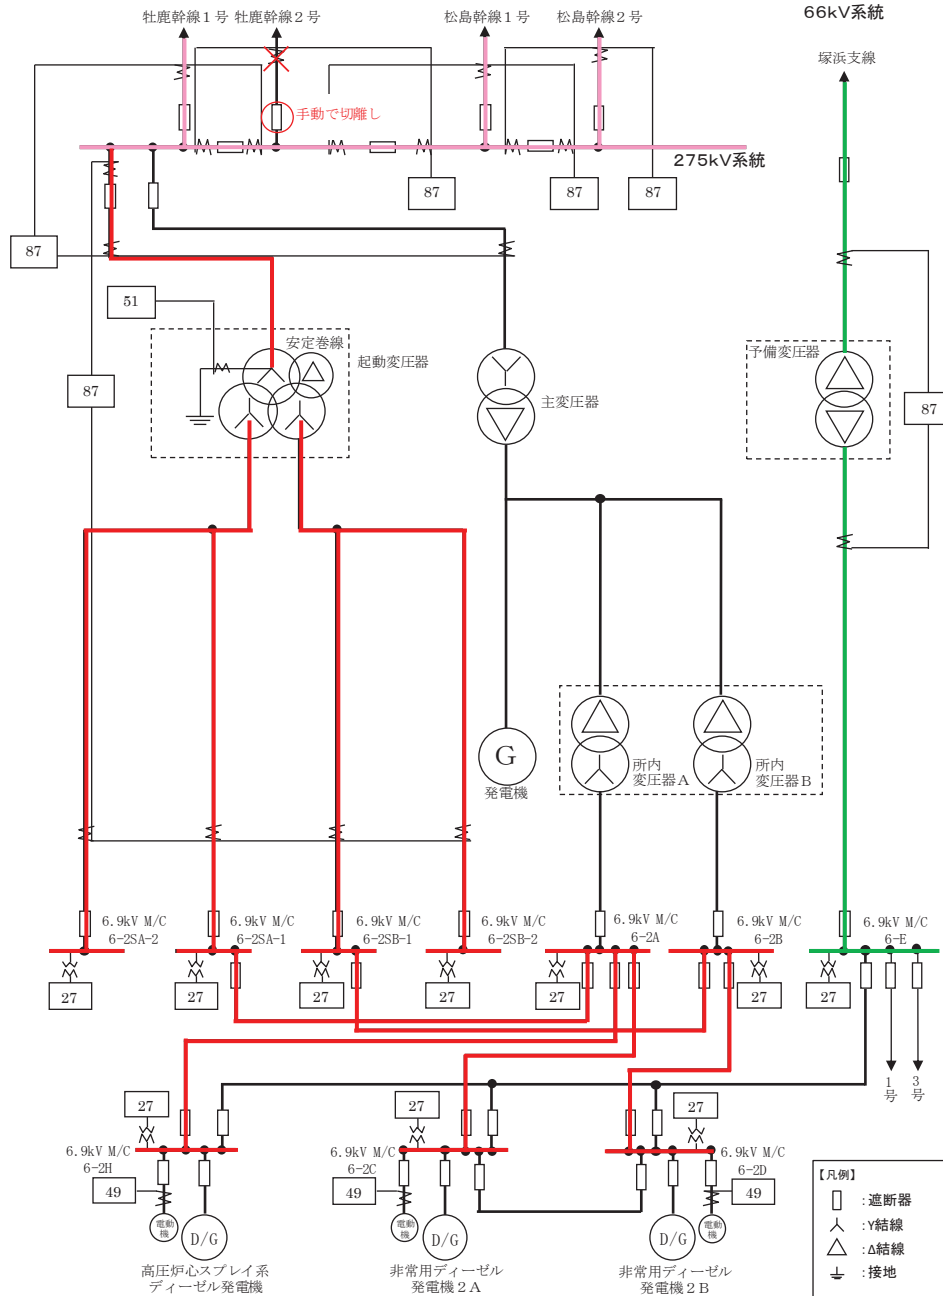 66kV系統
牡鹿幹線1号
牡鹿幹線2号
松島幹線1号
松島幹線2号
塚浜支線
手動で切離し
275kV系統
87
87
87
87
51
安定巻線
起動変圧器
予備変圧器
87
主変圧器
87
G
発電機
所内
変圧器A
所内
変圧器B
6.9kV M/C
6-2SA-2
6.9kV M/C
6-2SA-1
6.9kV M/C
6-2SB-1
6.9kV M/C
6-2SB-2
6.9kV M/C
6-2A
6.9kV M/C
6-2B
6.9kV M/C
6-E
27
27
27
27
27
27
27
1号
3号
27
27
27
6.9kV M/C
6-2H
6.9kV M/C
6-2C
6.9kV M/C
6-2D
49
49
49
電動
機
D/G
電動
機
D/G
D/G
電動
機
高圧炉心スプレイ系
ディーゼル発電機
非常用ディーゼル
発電機2A
非常用ディーゼル
発電機2B
【凡例】
:遮断器
:Y結線
:Δ結線
:接地